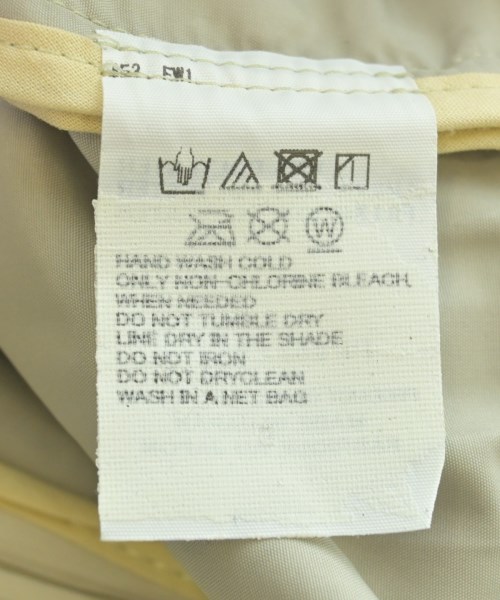 FW1
W
HAND WASH COLD
ONLY NON-CHLORINE BLEACH,
WHEN NEEDED
DO NOT TUMBLE DRY
LINE DRY IN THE SHADE
DO NOT IRON
DO NOT DRYCLEAN
WASH IN A NET BAG